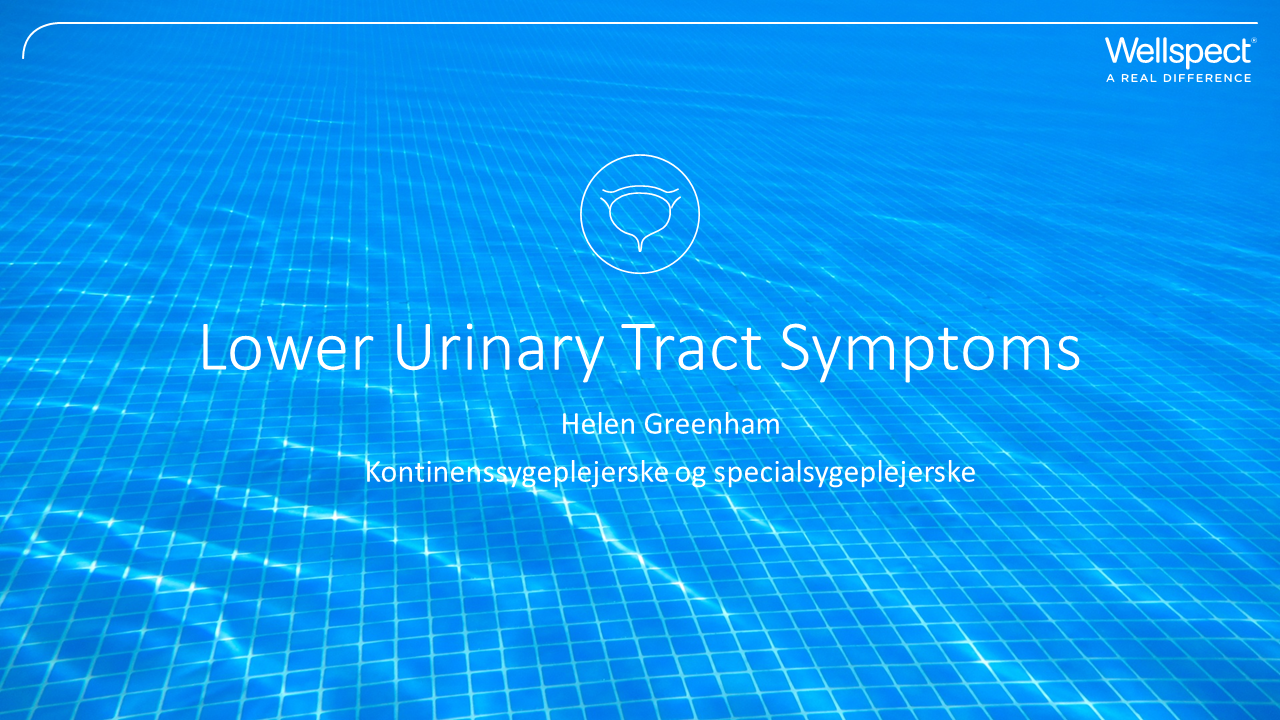 Wellspect®
A REAL DIFFERENCE
Lower Urinary Tract Symptoms
Helen Greenham
Kontinenssygeplejerske og specialsygeplejerske